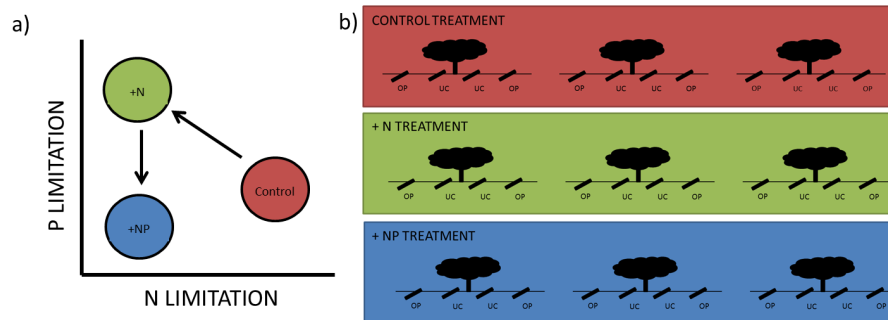 a)
P LIMITATION
+N
Control
+NP
N LIMITATION
b)
CONTROL TREATMENT
OP UC UC OP OP UC UC OP OP UC UC OP
+ N TREATMENT
OP UC UC OP OP UC UC OP OP UC UC OP
+ NP TREATMENT
OP UC UC OP OP UC UC OP OP UC UC OP